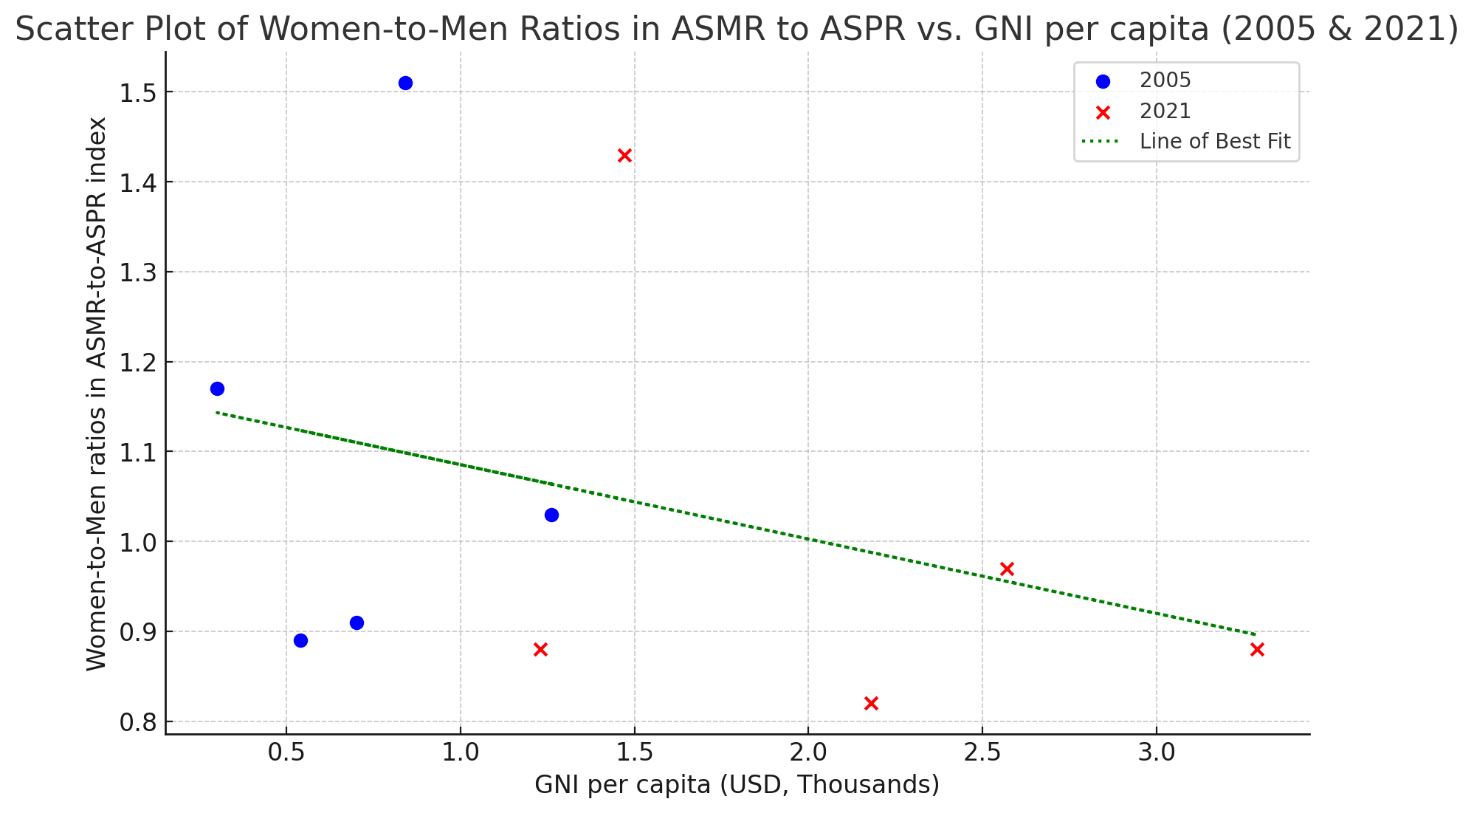 Scatter Plot of Women-to-Men Ratios in ASMR to ASPR vs. GNI per capita (2005 & 2021)
2005
2021
Line of Best Fit
Women-to-Men ratios in ASMR-to-ASPR index
1.5
1.4
1.3
1.2
1.1
1.0
0.9
0.8
0.5 1.0 1.5 2.0 2.5 3.0
GNI per capita (USD, Thousands)